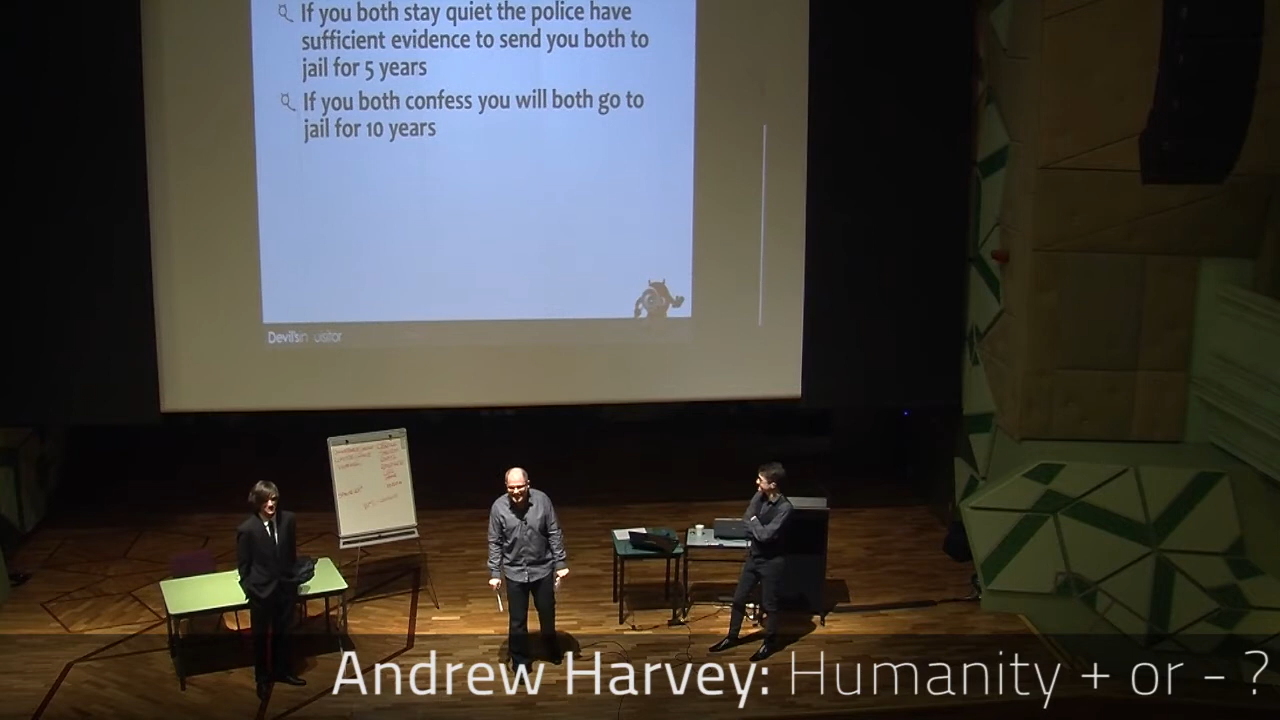 If you both stay quiet the police have
sufficient evidence to send you both to
jail for 5 years
If you both confess you will both go to
jail for 10 years
Andrew Harvey: Humanity + or - ?